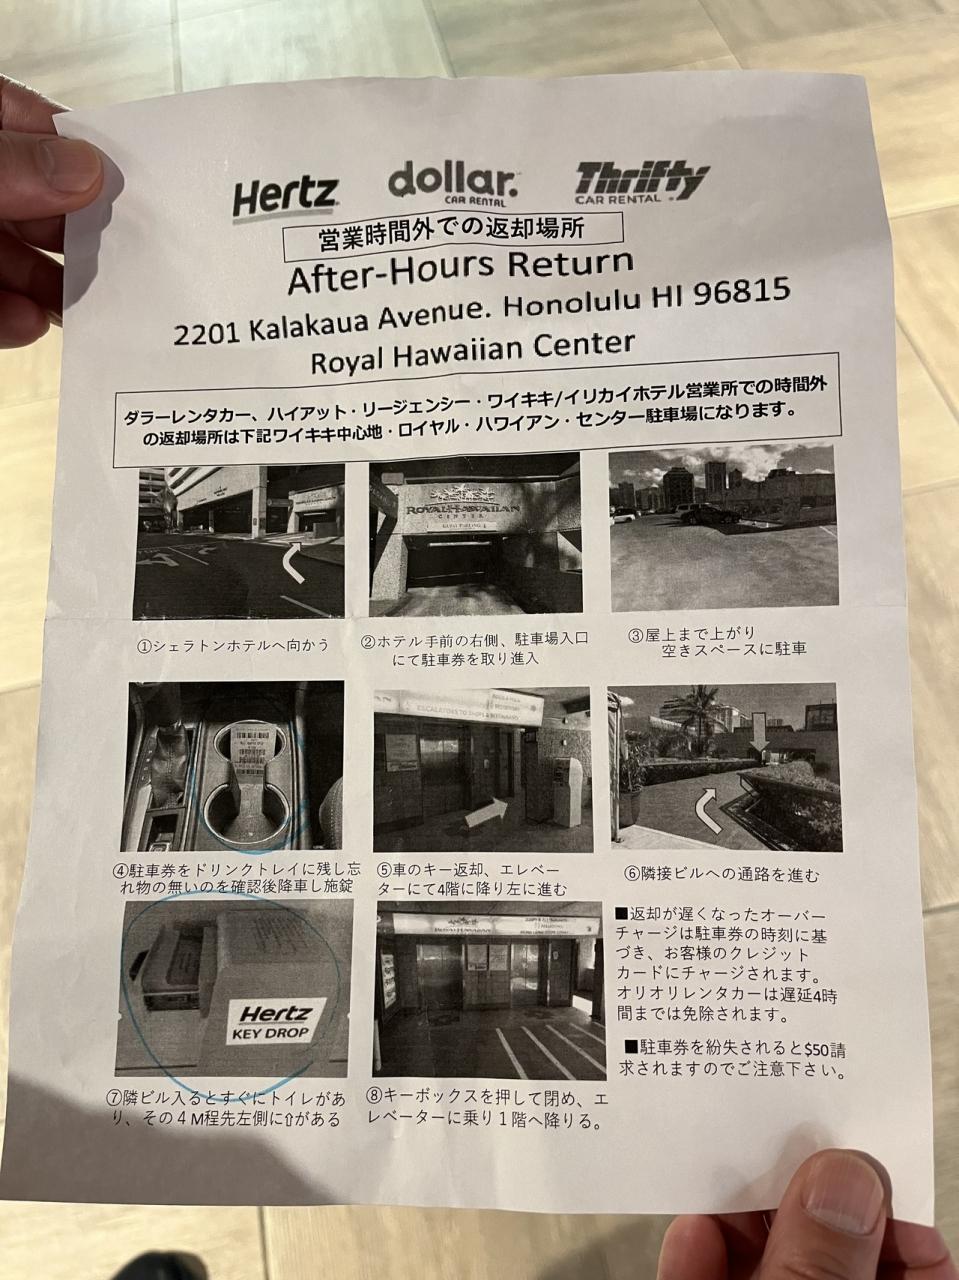 Hertz
dollar.
CAR RENTAL
Thrifty
CAR RENTAL
営業時間外での返却場所
After-Hours Return
2201 Kalakaua Avenue. Honolulu HI 96815
Royal Hawaiian Center
ダラーレンタカー、ハイアット・リージェンシー・ワイキキ/イリカイホテル営業所での時間外
の返却場所は下記ワイキキ中心地・ロイヤル・ハワイアン・センター駐車場になります。
ROYAL HAWAIIAN
CENTER
①シェラトンホテルへ向かう
②ホテル手前の右側、駐車場入口
にて駐車券を取り進入
③屋上まで上がり
空きスペースに駐車
ESCALATORS TO SHOPS & RESTAURANTS
④駐車券をドリンクトレイに残し忘
れ物の無いのを確認後降車し施錠
⑤車のキー返却、エレベー
ターにて4階に降り左に進む
⑥隣接ビルへの通路を進む
Hertz
KEY DROP
⑦隣ビル入るとすぐにトイレがあ
り、その４M程先左側に⇧がある
⑧キーボックスを押して閉め、エ
レベーターに乗り１階へ降りる。
■返却が遅くなったオーバー
チャージは駐車券の時刻に基
づき、お客様のクレジット
カードにチャージされます。
オリオリレンタカーは遅延4時
間までは免除されます。
■駐車券を紛失されると$50請
求されますのでご注意下さい。